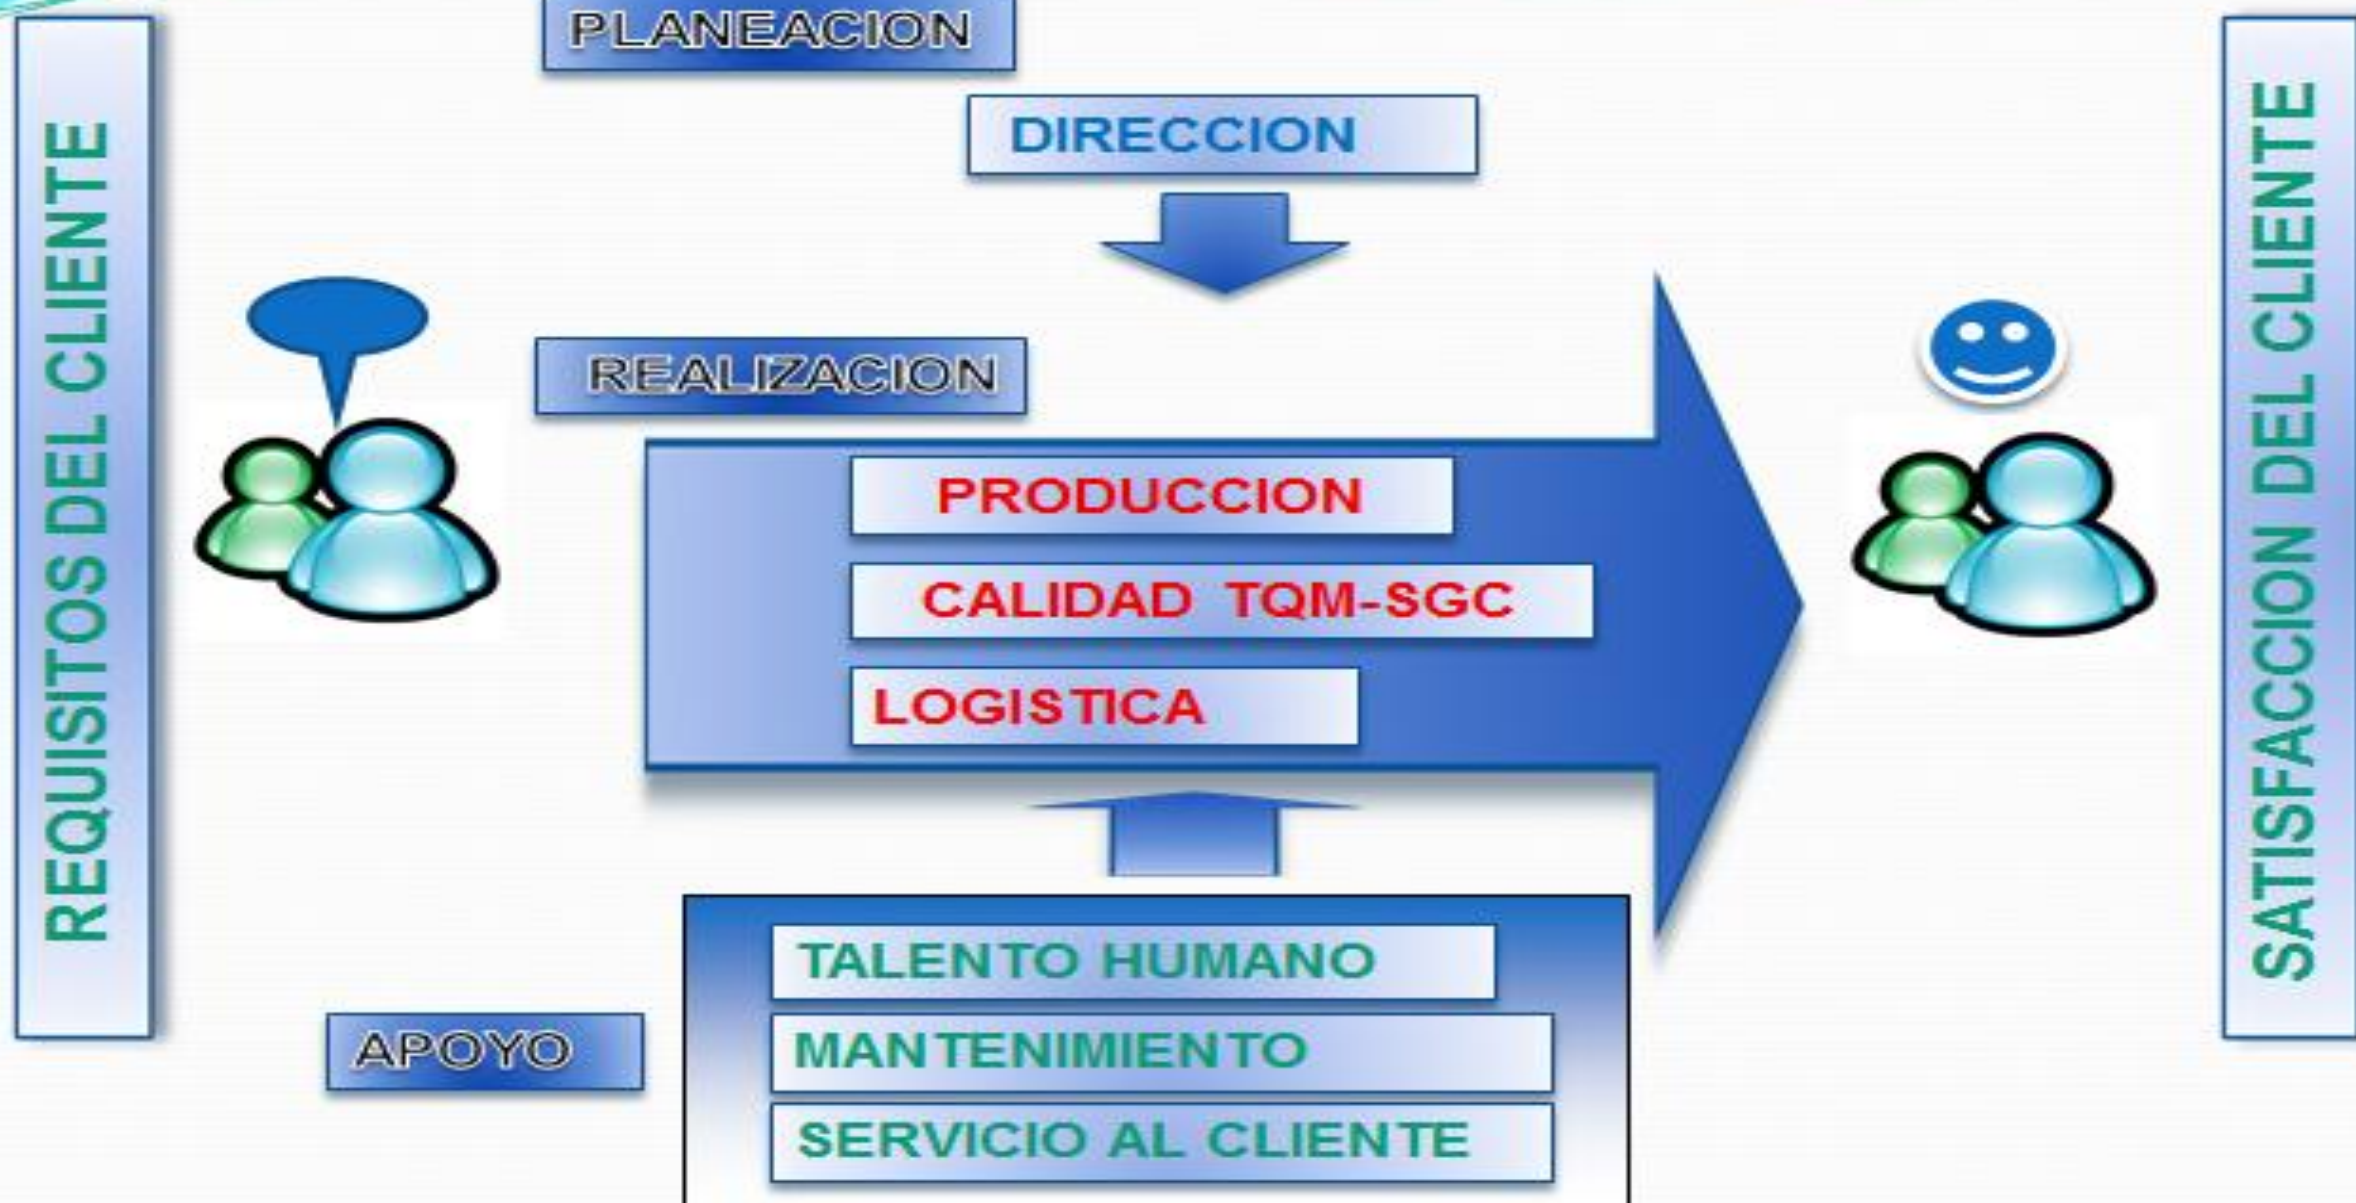 PLANEACION
DIRECCION
REQUISITOS DEL CLIENTE
REALIZACION
PRODUCCION
CALIDAD TQM-SGC
LOGISTICA
APOYO
TALENTO HUMANO
MANTENIMIENTO
SERVICIO AL CLIENTE
SATISFACCION DEL CLIENTE